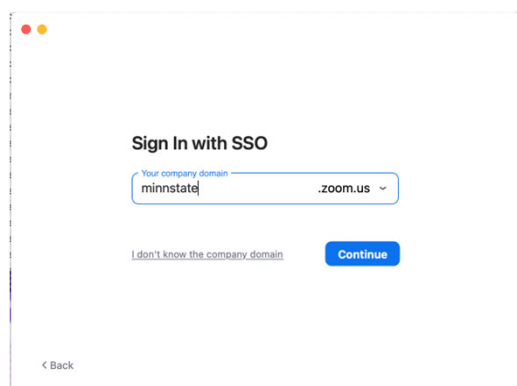 Sign In with SSO
Your company domain
minnstate .zoom.us
I don't know the company domain Continue
< Back